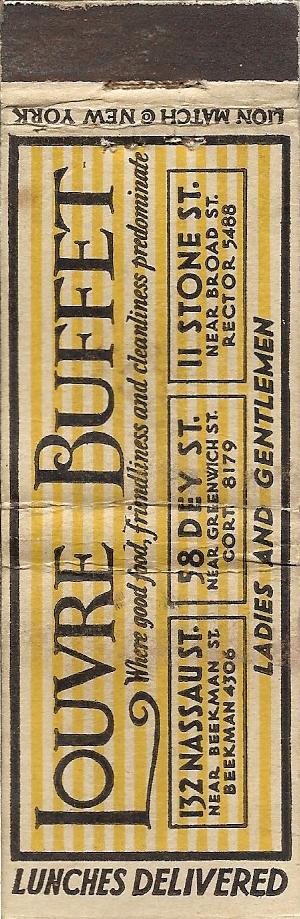 LION MATCH © NEW YORK
LOUVRE BUFFET
Where good food, friendliness and cleanliness predominate
132 NASSAU ST.
NEAR BEEKMAN ST.
BEEKMAN 4306
58 DEY ST.
NEAR GREENWICH ST.
CORT. 8179
11 STONE ST.
NEAR BROAD ST.
RECTOR 5488
LADIES AND GENTLEMEN
LUNCHES DELIVERED